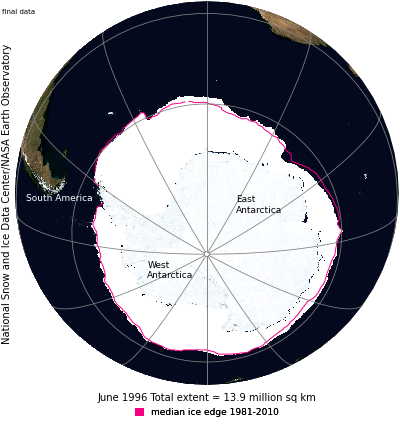 final data
National Snow and Ice Data Center/NASA Earth Observatory
South America
East
Antarctica
West
Antarctica
June 1996 Total extent = 13.9 million sq km
median ice edge 1981-2010